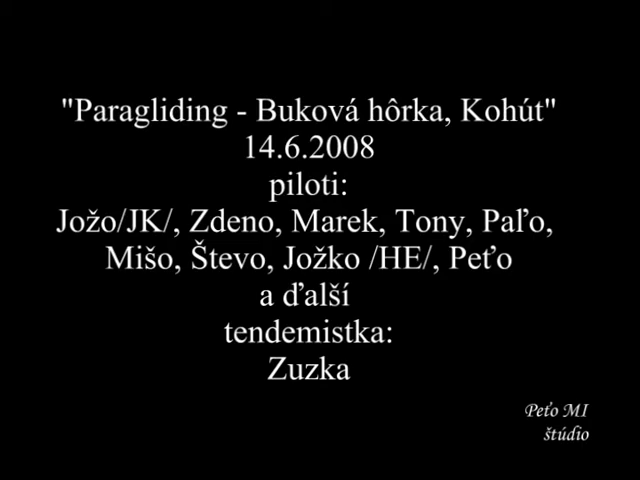 "Paragliding - Buková hôrka, Kohút"
14.6.2008
piloti:
Jožo/JK/, Zdeno, Marek, Tony, Paľo,
Mišo, Števo, Jožko /HE/, Peťo
a ďalší
tendemistka:
Zuzka
Peťo MI
štúdio